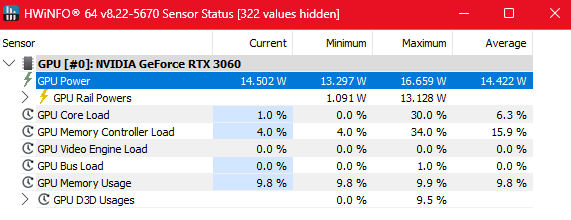 HWiNFO® 64 v8.22-5670 Sensor Status [322 values hidden]
Sensor Current Minimum Maximum Average
GPU [#0]: NVIDIA GeForce RTX 3060
GPU Power 14.502 W 13.297 W 16.659 W 14.422 W
GPU Rail Powers 1.091 W 13.128 W
GPU Core Load 1.0 % 0.0 % 30.0 % 6.3 %
GPU Memory Controller Load 4.0 % 4.0 % 34.0 % 15.9 %
GPU Video Engine Load 0.0 % 0.0 % 0.0 % 0.0 %
GPU Bus Load 0.0 % 0.0 % 1.0 % 0.0 %
GPU Memory Usage 9.8 % 9.8 % 9.9 % 9.8 %
GPU D3D Usages 0.0 % 9.5 %